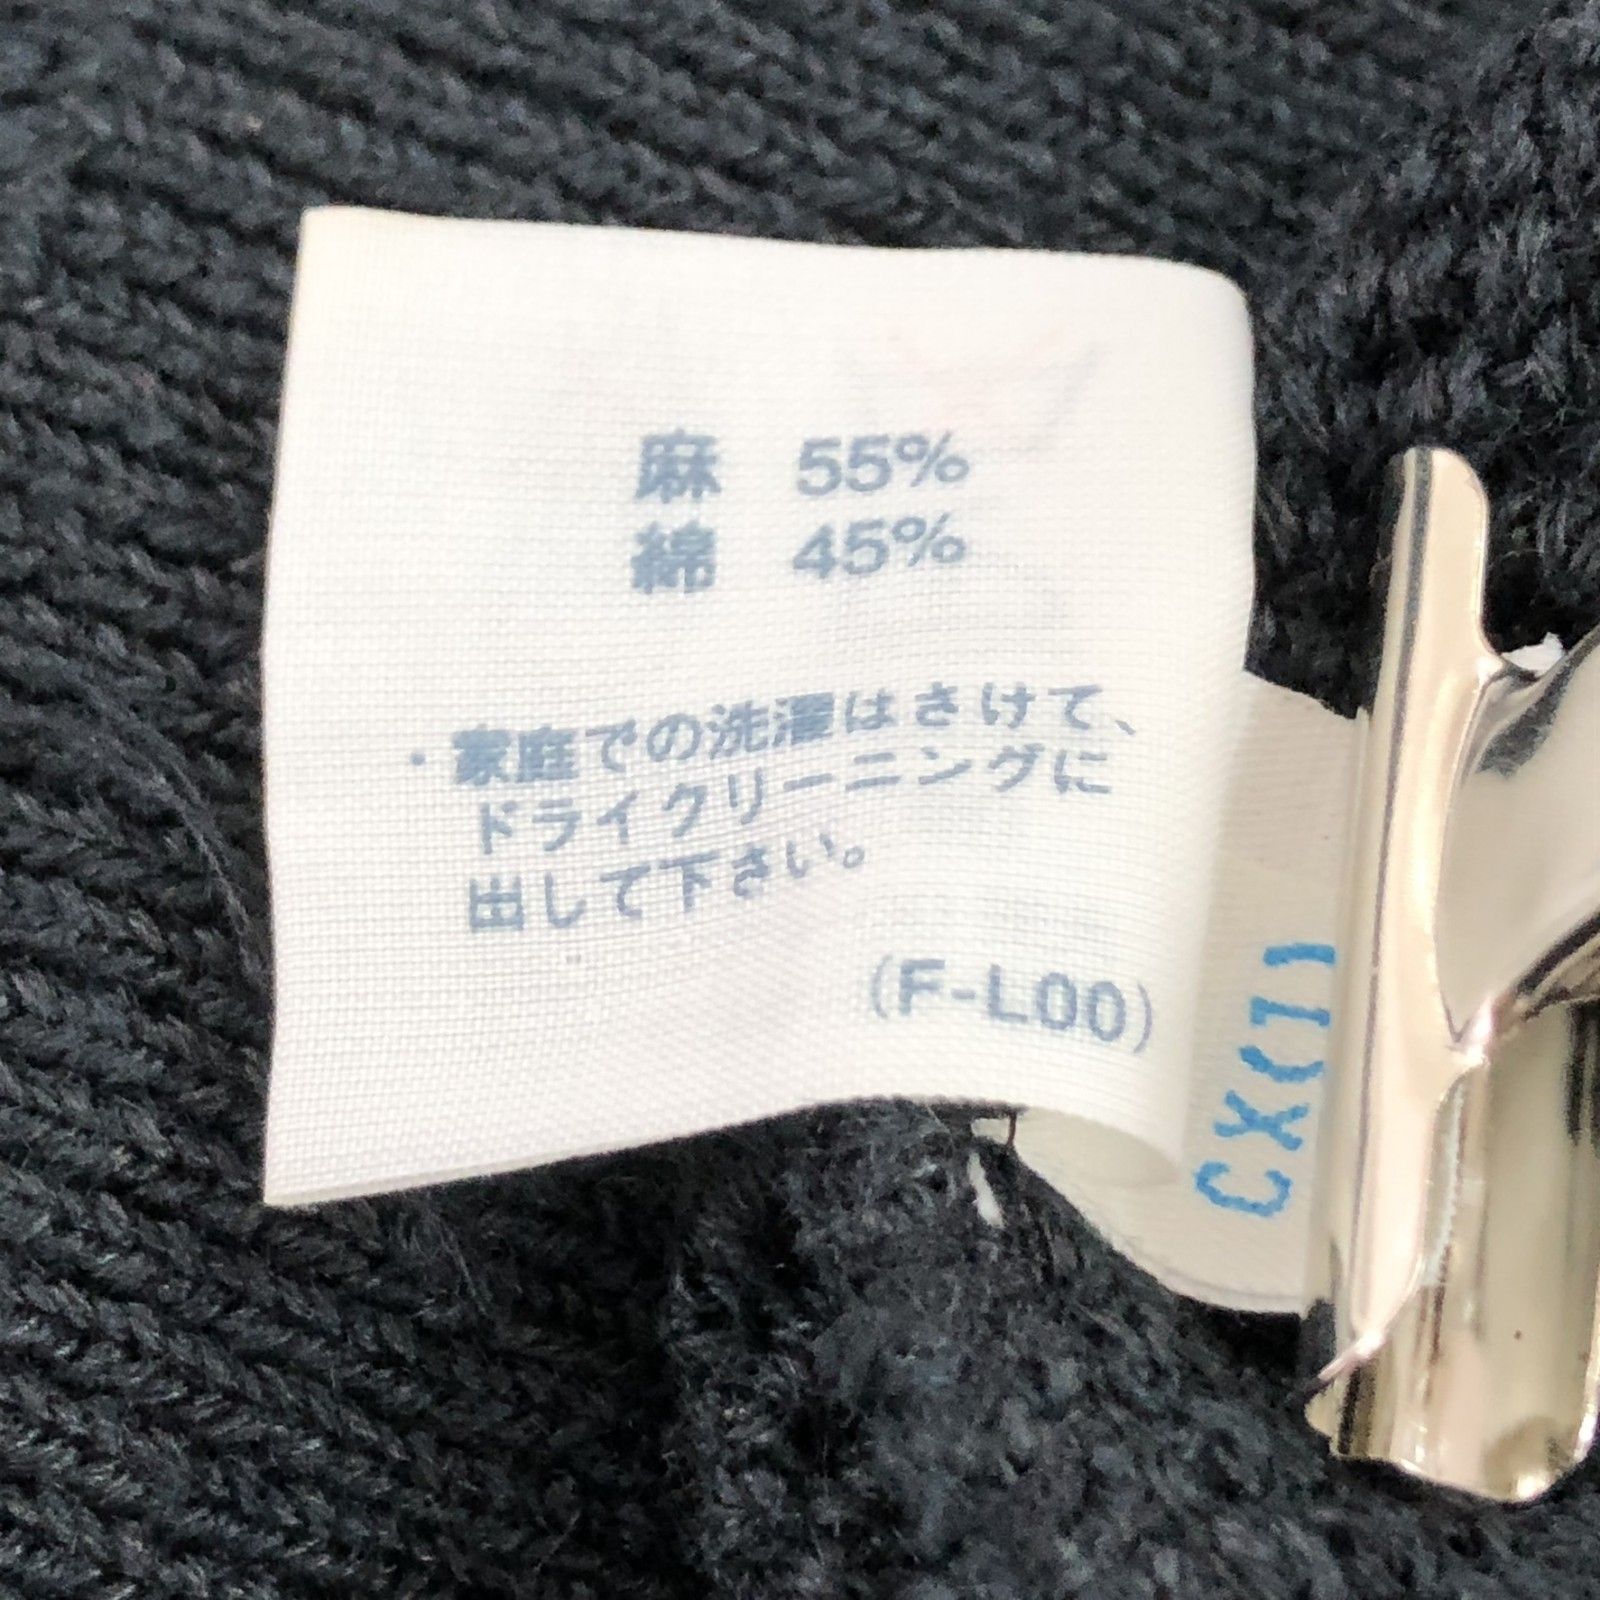 麻 55%
綿 45%
・家庭での洗濯はさけて、
ドライクリーニングに
出して下さい。
(F-L00)
CX(1)